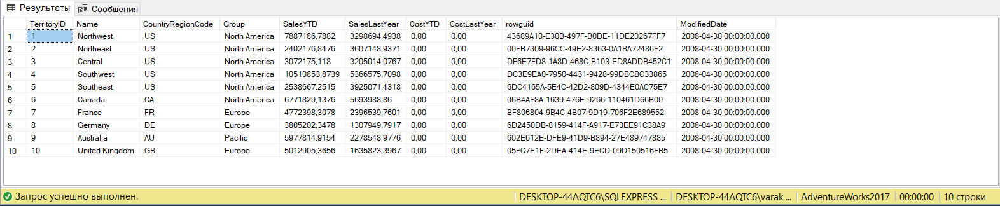 Результаты Сообщения
TerritoryID Name CountryRegionCode Group SalesYTD SalesLastYear CostYTD CostLastYear rowguid ModifiedDate
1 1 Northwest US North America 7887186,7882 3298694,4938 0,00 0,00 43689A10-E30B-497F-B0DE-11DE20267FF7 2008-04-30 00:00:00.000
2 2 Northeast US North America 2402176,8476 3607148,9371 0,00 0,00 00FB7309-96CC-49E2-8363-0A1BA72486F2 2008-04-30 00:00:00.000
3 3 Central US North America 3072175,118 3205014,0767 0,00 0,00 DF6E7FD8-1A8D-468C-B103-ED8ADDB452C1 2008-04-30 00:00:00.000
4 4 Southwest US North America 10510853,8739 5366575,7098 0,00 0,00 DC3E9EA0-7950-4431-9428-99DBCBC33865 2008-04-30 00:00:00.000
5 5 Southeast US North America 2538667,2515 3925071,4318 0,00 0,00 6DC4165A-5E4C-42D2-809D-4344E0AC75E7 2008-04-30 00:00:00.000
6 6 Canada CA North America 6771829,1376 5693988,86 0,00 0,00 06B4AF8A-1639-476E-9266-110461D66B00 2008-04-30 00:00:00.000
7 7 France FR Europe 4772398,3078 2396539,7601 0,00 0,00 BF806804-9B4C-4B07-9D19-706F2E689552 2008-04-30 00:00:00.000
8 8 Germany DE Europe 3805202,3478 1307949,7917 0,00 0,00 6D2450DB-8159-414F-A917-E73EE91C38A9 2008-04-30 00:00:00.000
9 9 Australia AU Pacific 5977814,9154 2278548,9776 0,00 0,00 602E612E-DFE9-41D9-B894-27E489747885 2008-04-30 00:00:00.000
10 10 United Kingdom GB Europe 5012905,3656 1635823,3967 0,00 0,00 05FC7E1F-2DEA-414E-9ECD-09D150516FB5 2008-04-30 00:00:00.000
Запрос успешно выполнен. DESKTOP-44AQTC6\SQLEXPRESS ... DESKTOP-44AQTC6\varak ... AdventureWorks2017 00:00:00 10 строки